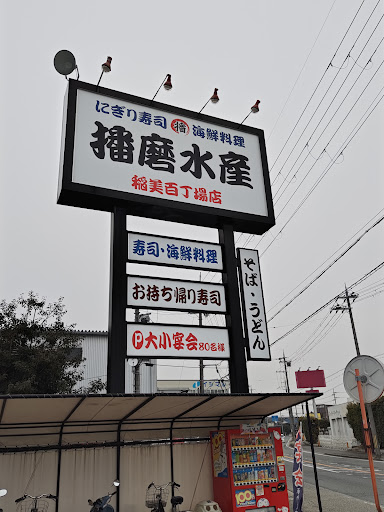 にぎり寿司 播 海鮮料理
播磨水産
稲美百丁場店
寿司・海鮮料理
お持ち帰り寿司
P大小宴会80名様
そば・うどん
100